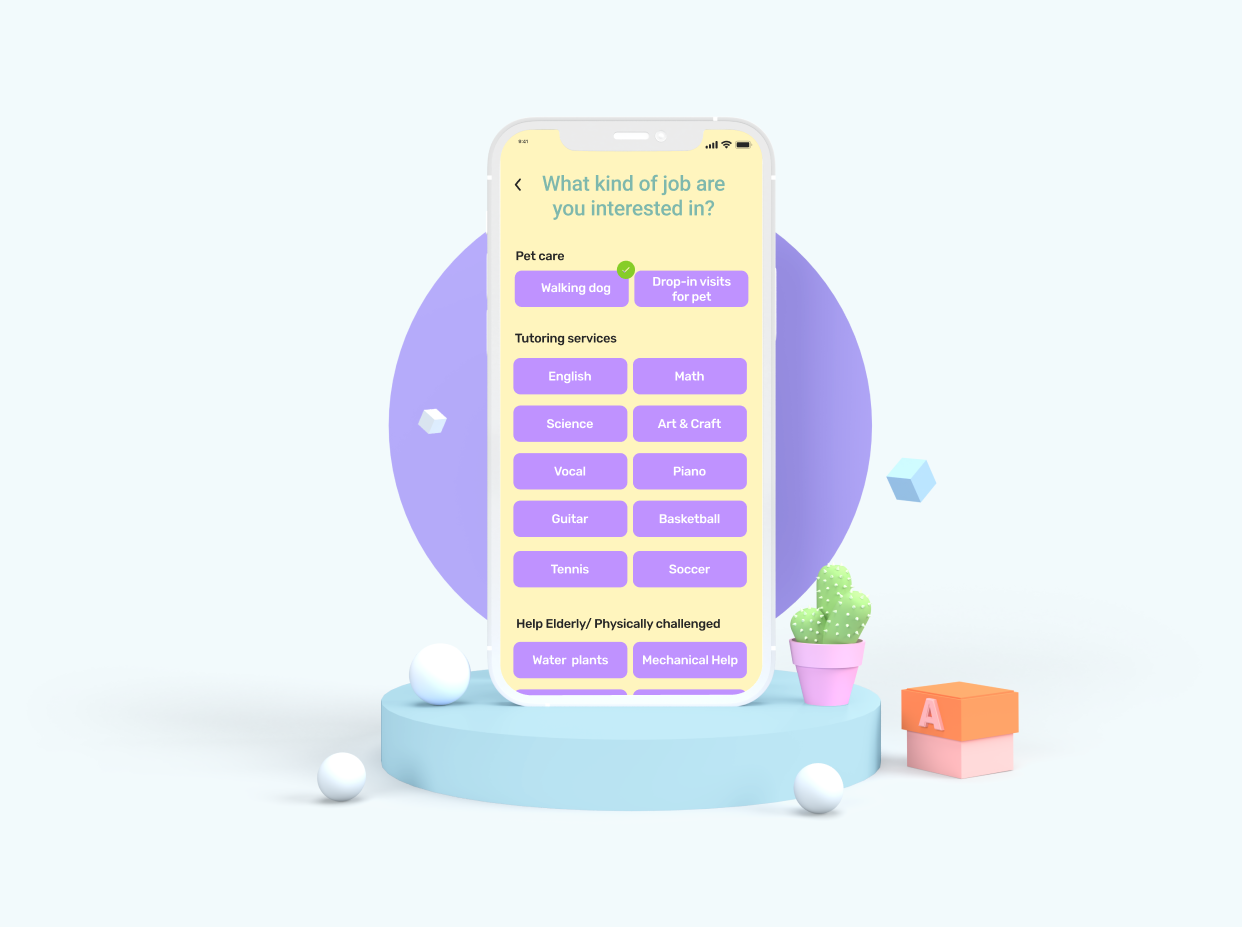 9:41
What kind of job are
you interested in?
Pet care
Walking dog
Drop-in visits
for pet
Tutoring services
English
Math
Science
Art & Craft
Vocal
Piano
Guitar
Basketball
Tennis
Soccer
Help Elderly/ Physically challenged
Water plants
Mechanical Help
A